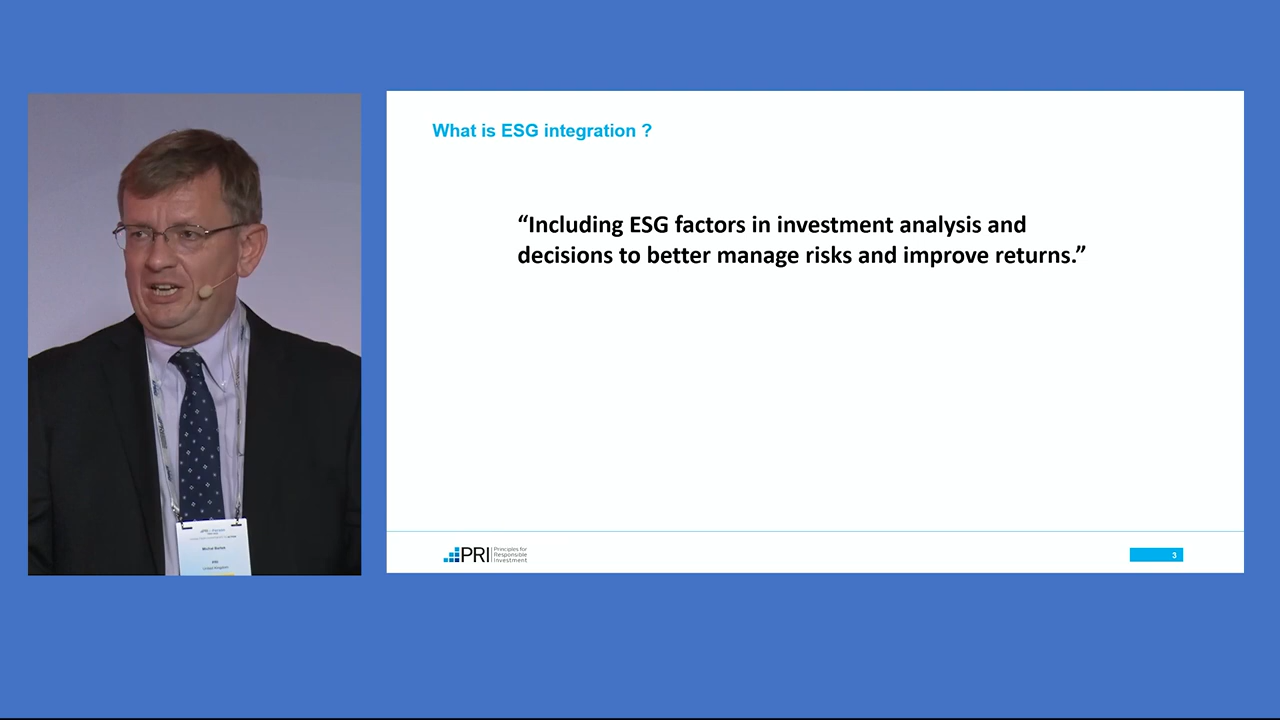 What is ESG integration ?
“Including ESG factors in investment analysis and
decisions to better manage risks and improve returns.”
PRI
Principles for
Responsible
Investment
3